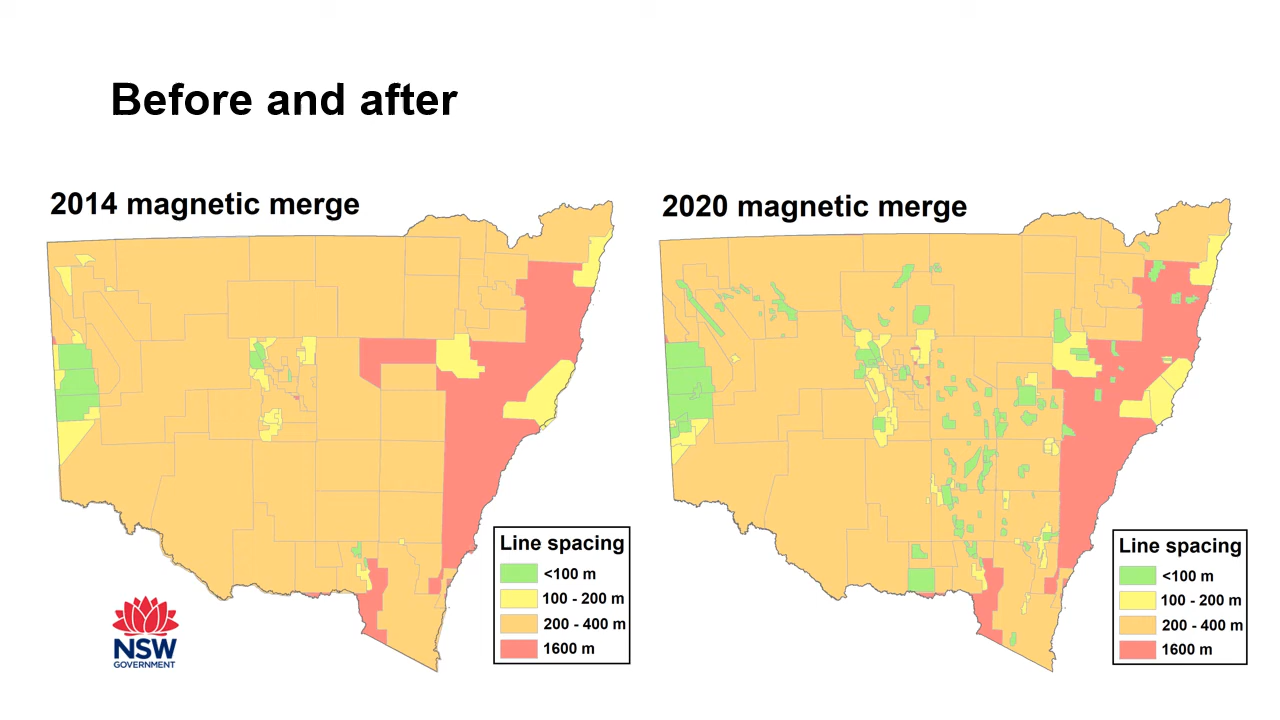 Before and after
2014 magnetic merge
2020 magnetic merge
Line spacing
<100 m
100 - 200 m
200 - 400 m
1600 m
Line spacing
<100 m
100 - 200 m
200 - 400 m
1600 m
NSW
GOVERNMENT